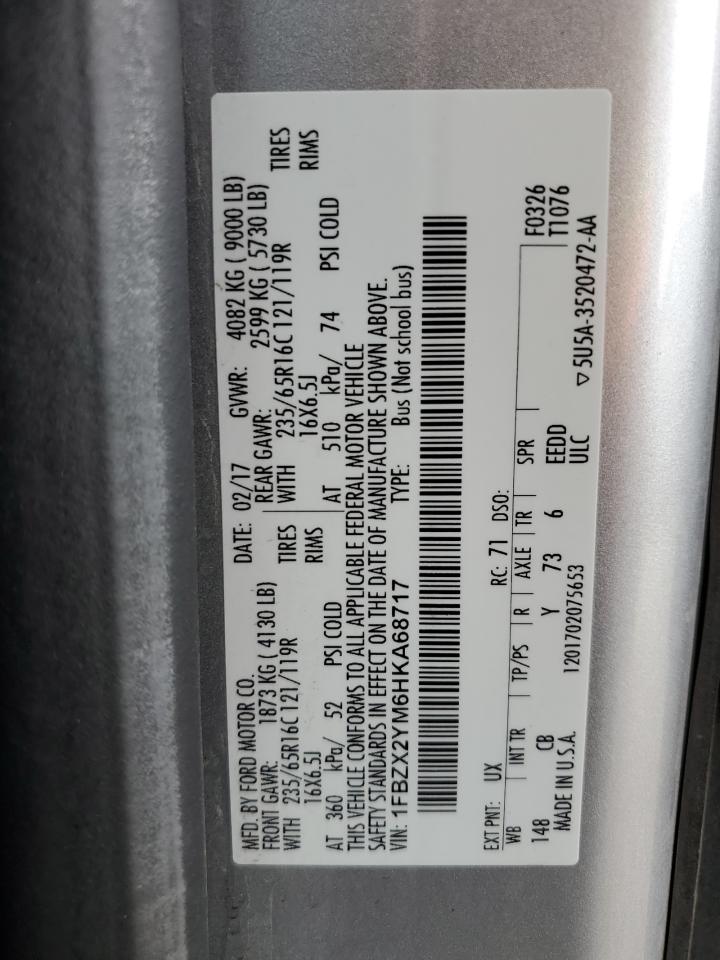 MFD. BY FORD MOTOR CO. DATE: 02/17 GVWR: 4082 KG ( 9000 LB)
FRONT GAWR: 1873 KG ( 4130 LB) REAR GAWR: 2599 KG ( 5730 LB)
WITH 235/65R16C 121/119R TIRES WITH 235/65R16C 121/119R TIRES
16X6.5J RIMS 16X6.5J RIMS
AT 360 kPa/ 52 PSI COLD AT 510 kPa/ 74 PSI COLD
THIS VEHICLE CONFORMS TO ALL APPLICABLE FEDERAL MOTOR VEHICLE
SAFETY STANDARDS IN EFFECT ON THE DATE OF MANUFACTURE SHOWN ABOVE.
VIN: 1FBZX2YM6HKA68717 TYPE: Bus (Not school bus)
EXT PNT: UX RC: 71 DSO:
WB INT TR TP/PS R AXLE TR SPR F0326
148 CB Y 73 6 EEDD T1076
MADE IN U.S.A. 1201702075653 ULC ▽ 5U5A-3520472-AA